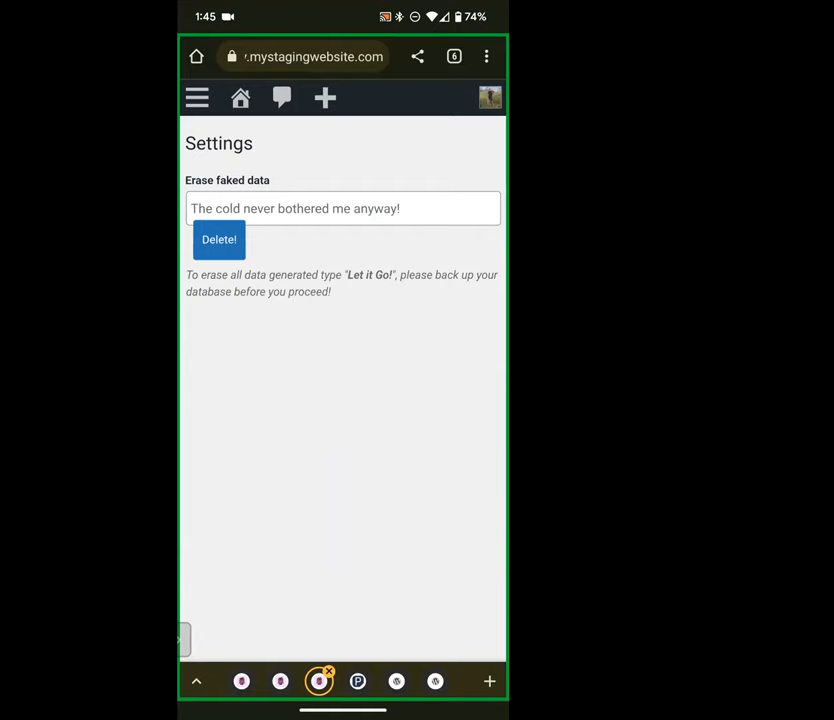 1:45 74%
.mystagingwebsite.com 6
Settings
Erase faked data
The cold never bothered me anyway!
Delete!
To erase all data generated type "Let it Go!", please back up your
database before you proceed!
P